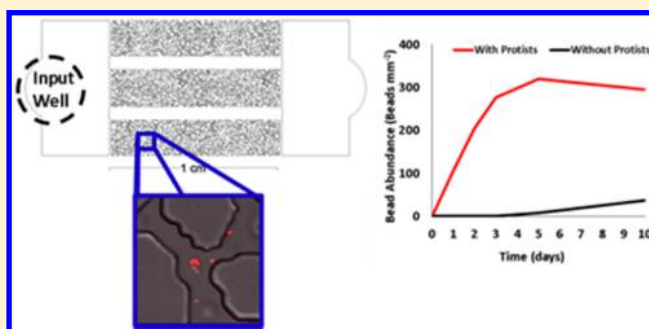 Input
Well
1 cm
With Protists Without Protists
Bead Abundance (Beads mm⁻²)
400
300
200
100
0
0 1 2 3 4 5 6 7 8 9 10
Time (days)